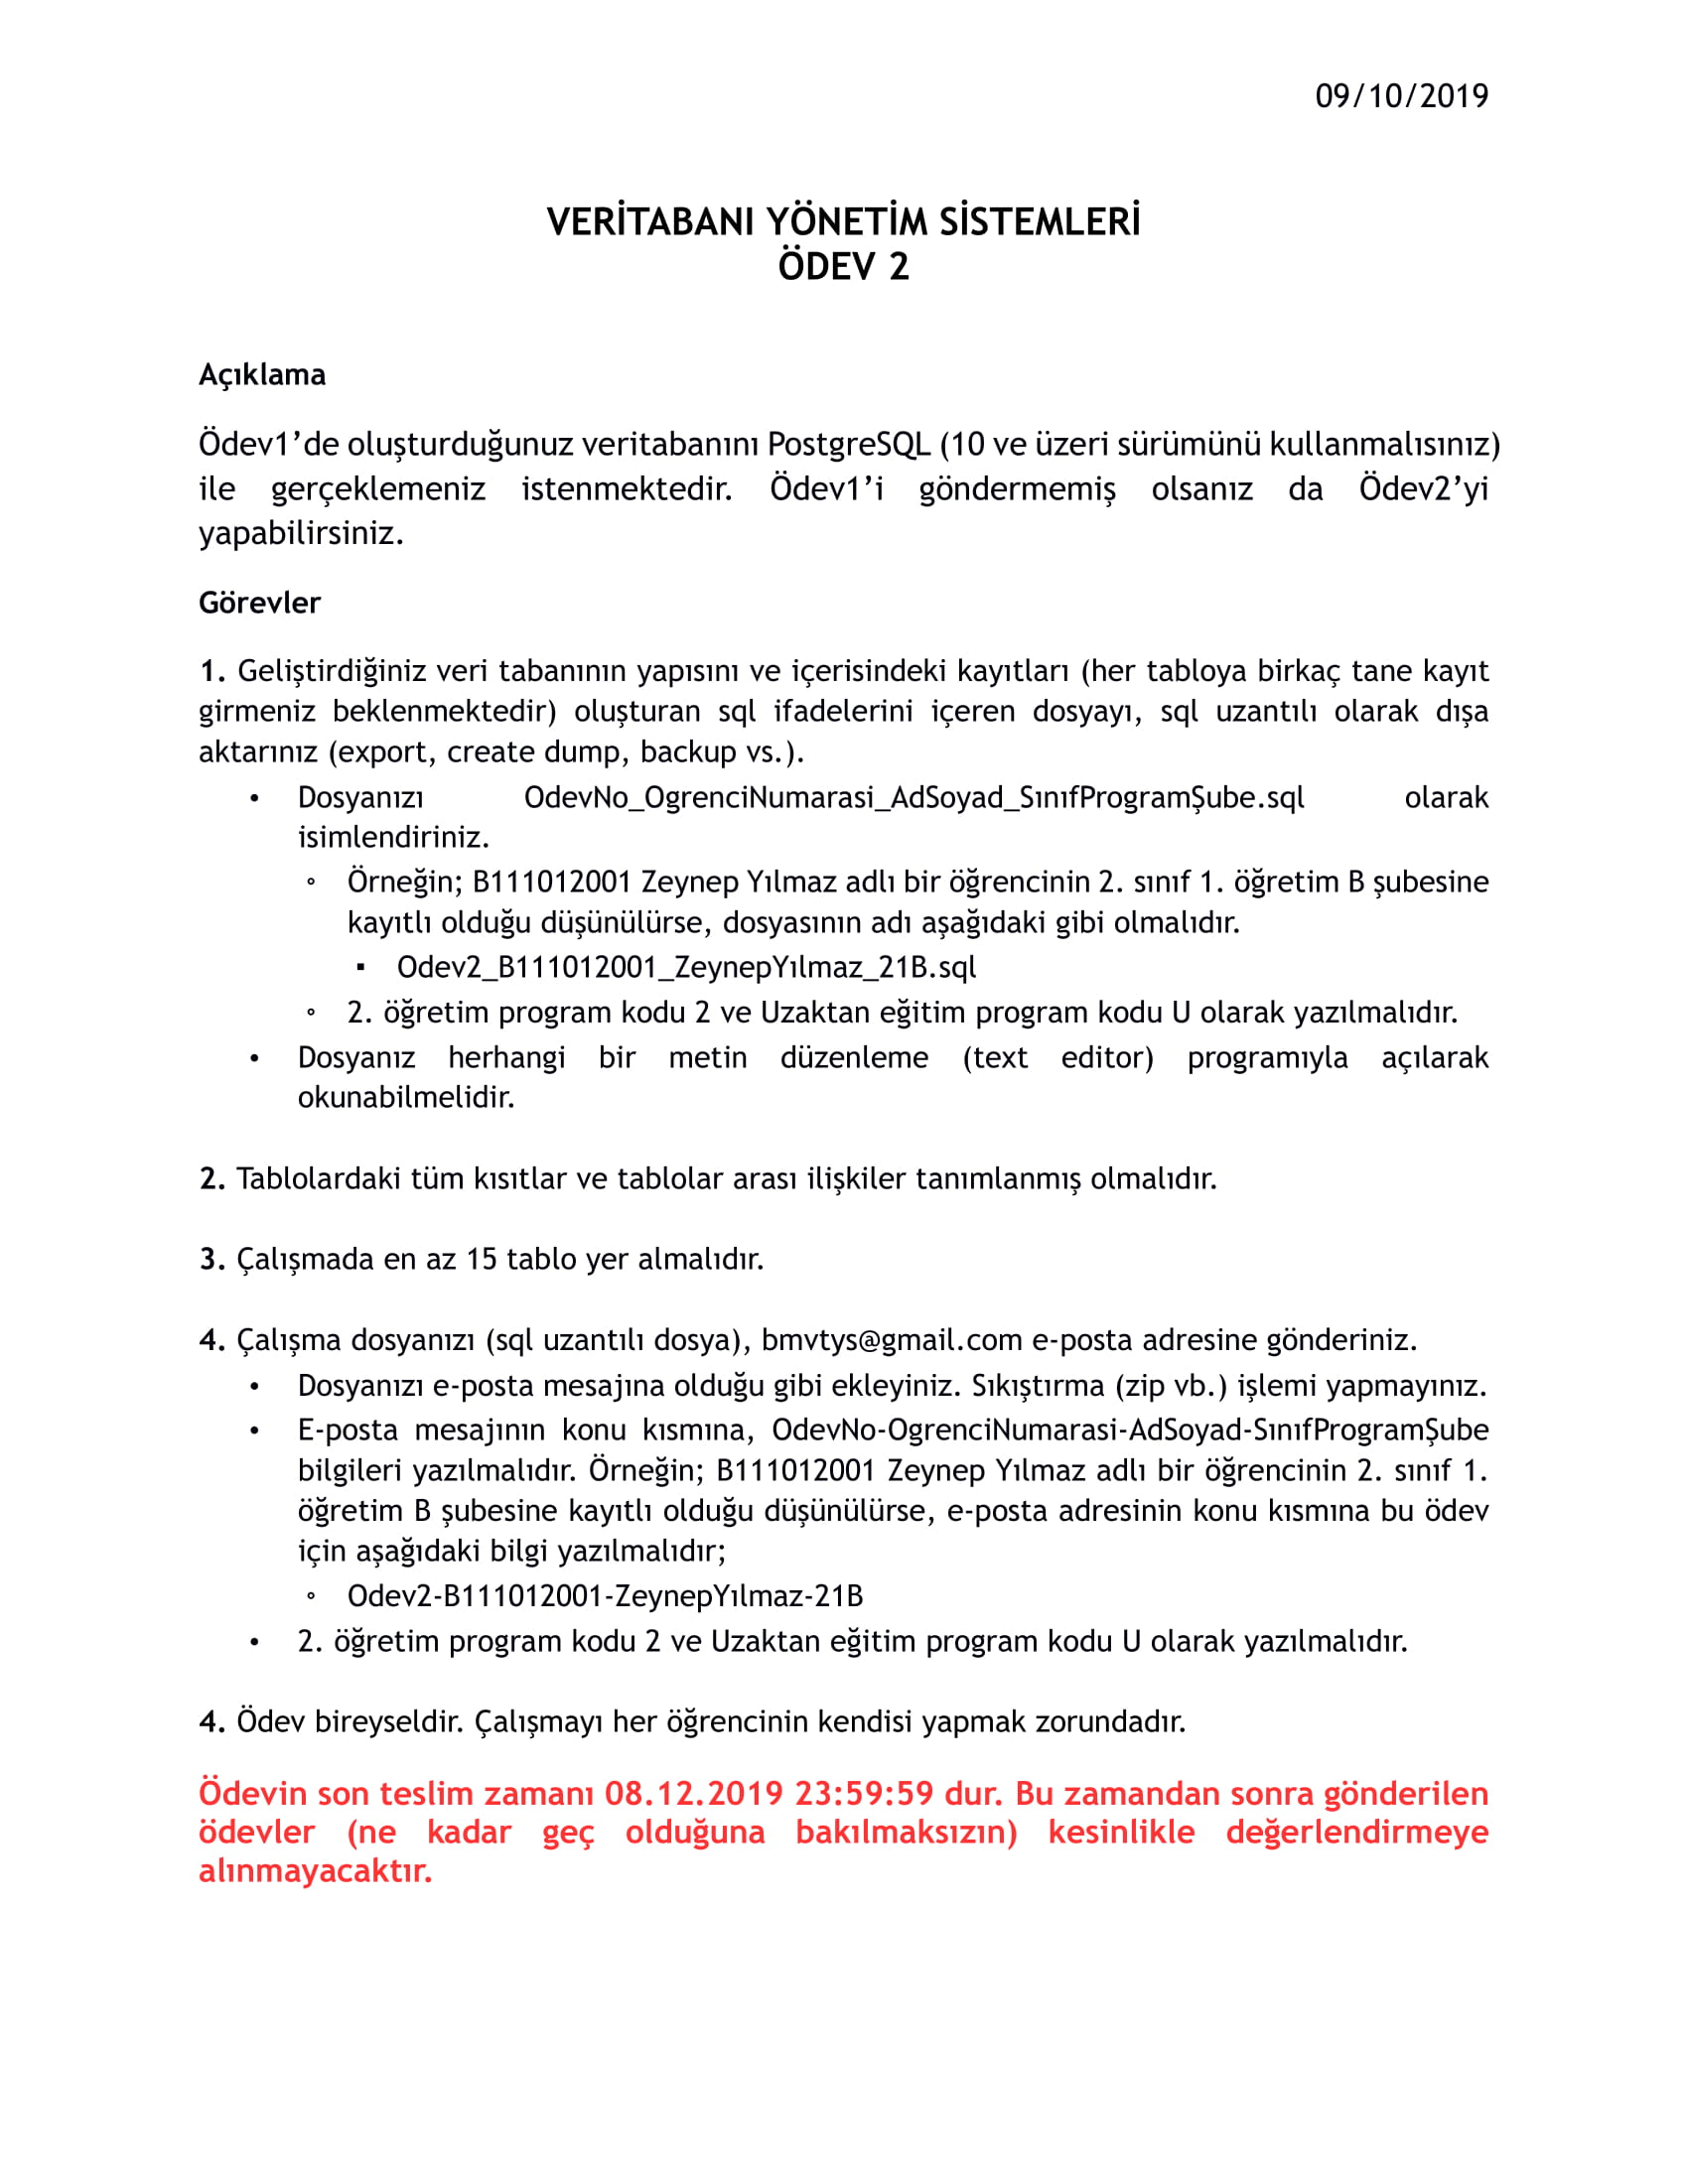 09/10/2019
VERİTABANI YÖNETİM SİSTEMLERİ
ÖDEV 2
Açıklama
Ödev1’de oluşturduğunuz veritabanını PostgreSQL (10 ve üzeri sürümünü kullanmalısınız)
ile gerçeklemeniz istenmektedir. Ödev1’i göndermemiş olsanız da Ödev2’yi
yapabilirsiniz.
Görevler
1. Geliştirdiğiniz veri tabanının yapısını ve içerisindeki kayıtları (her tabloya birkaç tane kayıt
girmeniz beklenmektedir) oluşturan sql ifadelerini içeren dosyayı, sql uzantılı olarak dışa
aktarınız (export, create dump, backup vs.).
• Dosyanızı OdevNo_OgrenciNumarasi_AdSoyad_SınıfProgramŞube.sql olarak
isimlendiriniz.
◦ Örneğin; B111012001 Zeynep Yılmaz adlı bir öğrencinin 2. sınıf 1. öğretim B şubesine
kayıtlı olduğu düşünülürse, dosyasının adı aşağıdaki gibi olmalıdır.
▪ Odev2_B111012001_ZeynepYılmaz_21B.sql
◦ 2. öğretim program kodu 2 ve Uzaktan eğitim program kodu U olarak yazılmalıdır.
• Dosyanız herhangi bir metin düzenleme (text editor) programıyla açılarak
okunabilmelidir.
2. Tablolardaki tüm kısıtlar ve tablolar arası ilişkiler tanımlanmış olmalıdır.
3. Çalışmada en az 15 tablo yer almalıdır.
4. Çalışma dosyanızı (sql uzantılı dosya), bmvtys@gmail.com e-posta adresine gönderiniz.
• Dosyanızı e-posta mesajına olduğu gibi ekleyiniz. Sıkıştırma (zip vb.) işlemi yapmayınız.
• E-posta mesajının konu kısmına, OdevNo-OgrenciNumarasi-AdSoyad-SınıfProgramŞube
bilgileri yazılmalıdır. Örneğin; B111012001 Zeynep Yılmaz adlı bir öğrencinin 2. sınıf 1.
öğretim B şubesine kayıtlı olduğu düşünülürse, e-posta adresinin konu kısmına bu ödev
için aşağıdaki bilgi yazılmalıdır;
◦ Odev2-B111012001-ZeynepYılmaz-21B
• 2. öğretim program kodu 2 ve Uzaktan eğitim program kodu U olarak yazılmalıdır.
4. Ödev bireyseldir. Çalışmayı her öğrencinin kendisi yapmak zorundadır.
Ödevin son teslim zamanı 08.12.2019 23:59:59 dur. Bu zamandan sonra gönderilen
ödevler (ne kadar geç olduğuna bakılmaksızın) kesinlikle değerlendirmeye
alınmayacaktır.